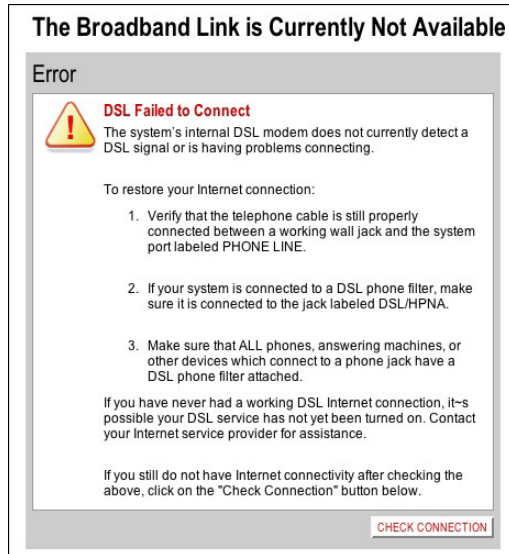 The Broadband Link is Currently Not Available
Error
DSL Failed to Connect
The system's internal DSL modem does not currently detect a
DSL signal or is having problems connecting.
To restore your Internet connection:
1. Verify that the telephone cable is still properly
connected between a working wall jack and the system
port labeled PHONE LINE.
2. If your system is connected to a DSL phone filter, make
sure it is connected to the jack labeled DSL/HPNA.
3. Make sure that ALL phones, answering machines, or
other devices which connect to a phone jack have a
DSL phone filter attached.
If you have never had a working DSL Internet connection, it~s
possible your DSL service has not yet been turned on. Contact
your Internet service provider for assistance.
If you still do not have Internet connectivity after checking the
above, click on the "Check Connection" button below.
CHECK CONNECTION